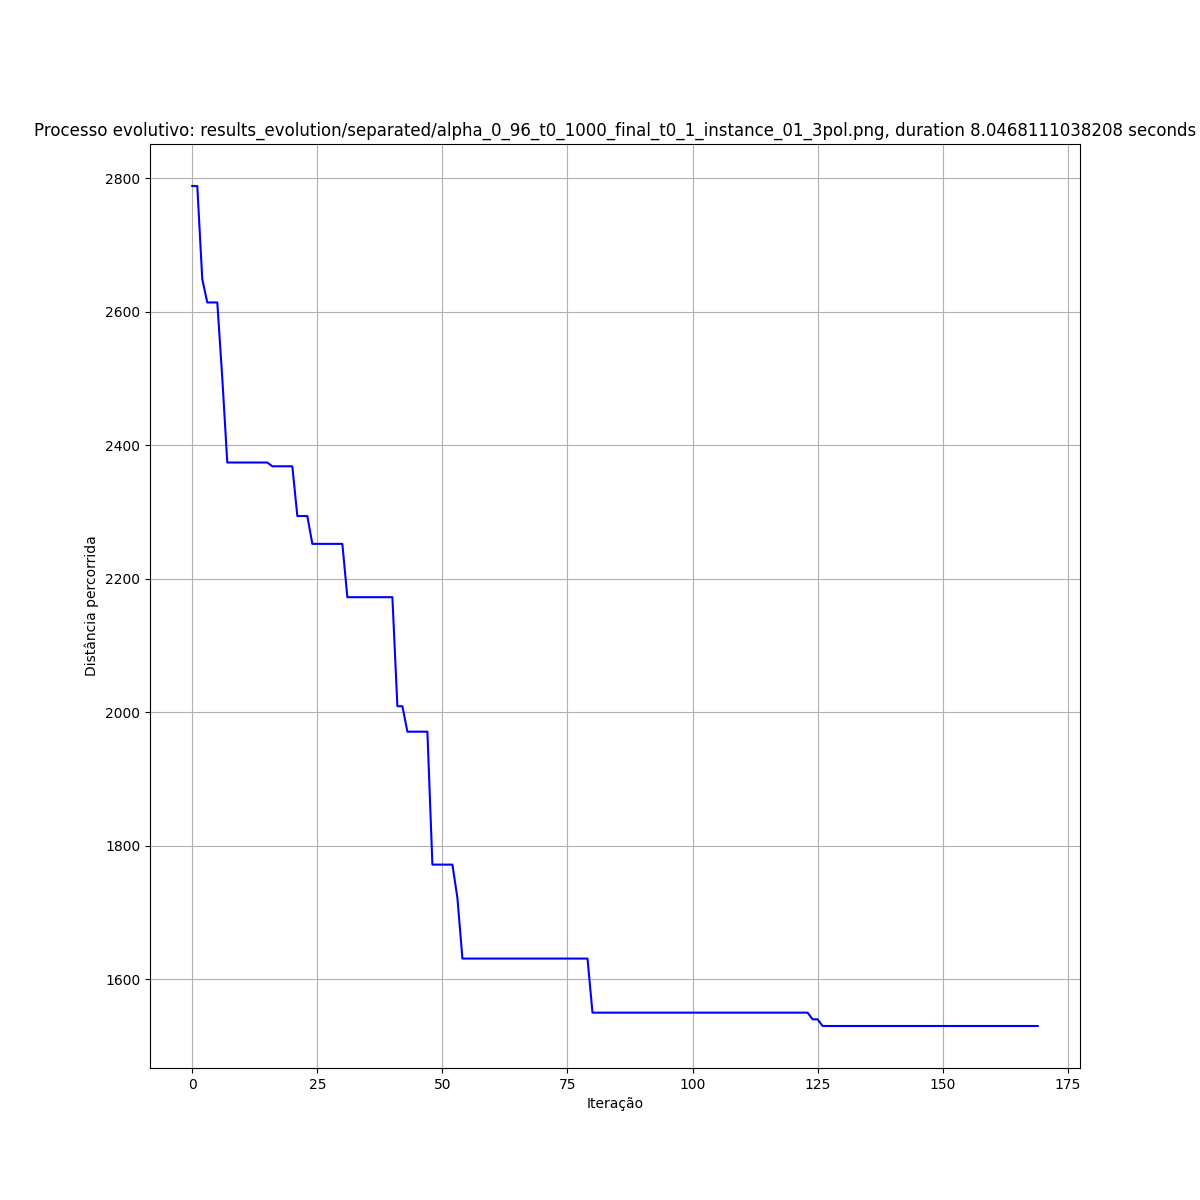 Processo evolutivo: results_evolution/separated/alpha_0_96_t0_1000_final_t0_1_instance_01_3pol.png, duration 8.0468111038208 seconds
2800
2600
2400
2200
2000
1800
1600
Distância percorrida
0 25 50 75 100 125 150 175
Iteração